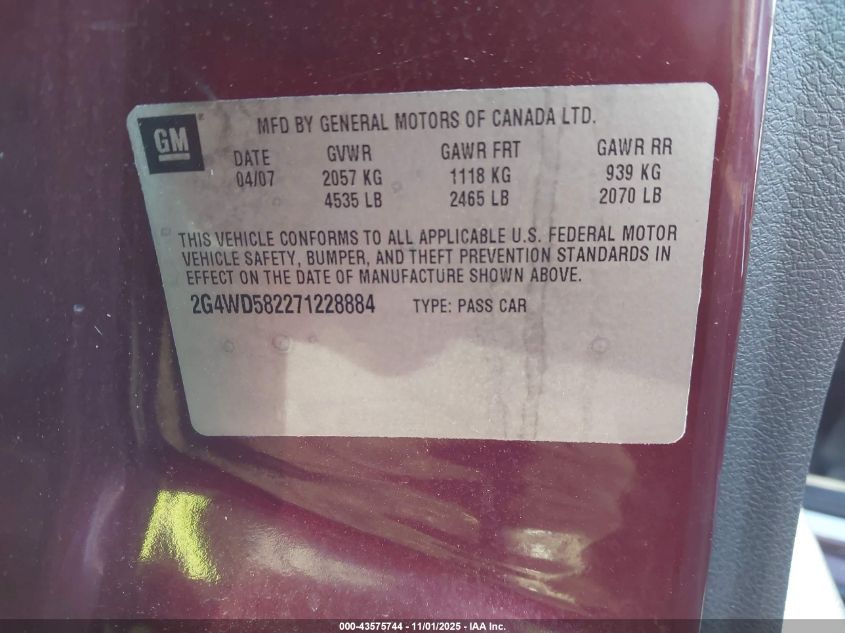 GM
MFD BY GENERAL MOTORS OF CANADA LTD.
DATE GVWR GAWR FRT GAWR RR
04/07 2057 KG 1118 KG 939 KG
4535 LB 2465 LB 2070 LB
THIS VEHICLE CONFORMS TO ALL APPLICABLE U.S. FEDERAL MOTOR
VEHICLE SAFETY, BUMPER, AND THEFT PREVENTION STANDARDS IN
EFFECT ON THE DATE OF MANUFACTURE SHOWN ABOVE.
2G4WD582271228884 TYPE: PASS CAR
000-43575744 - 11/01/2025 - IAA Inc.